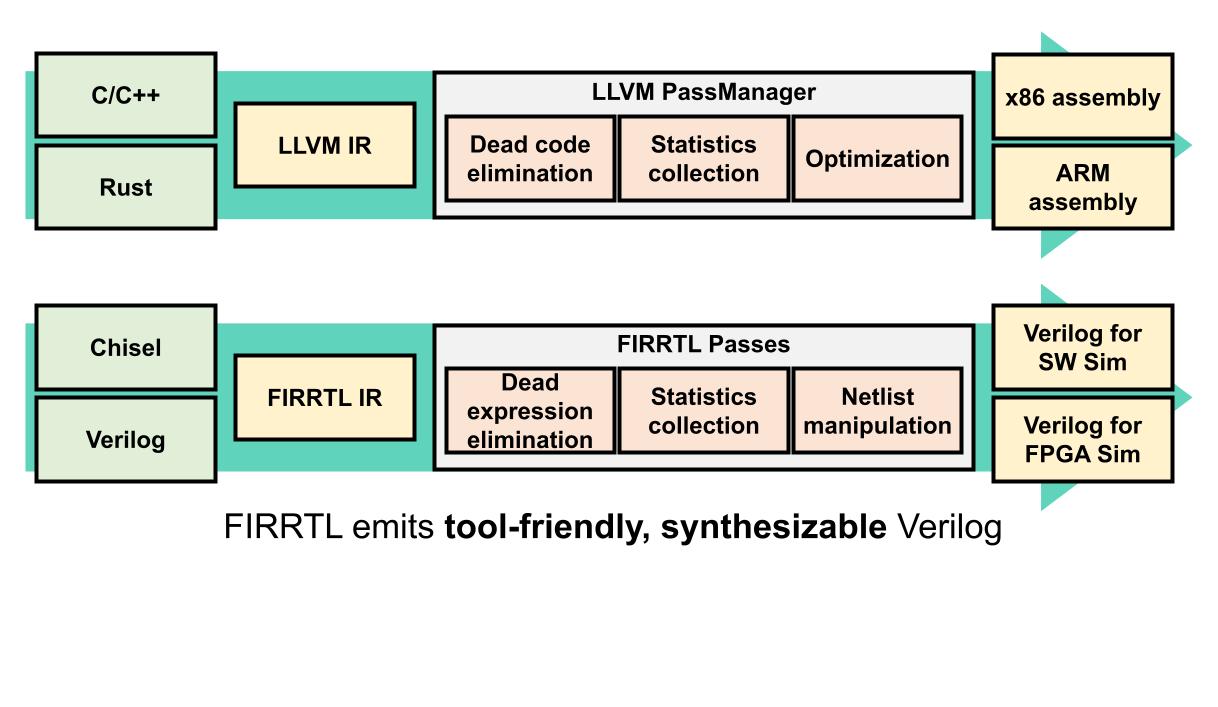 C/C++
Rust
LLVM IR
LLVM PassManager
Dead code
elimination
Statistics
collection
Optimization
x86 assembly
ARM
assembly
Chisel
Verilog
FIRRTL IR
FIRRTL Passes
Dead
expression
elimination
Statistics
collection
Netlist
manipulation
Verilog for
SW Sim
Verilog for
FPGA Sim
FIRRTL emits tool-friendly, synthesizable Verilog